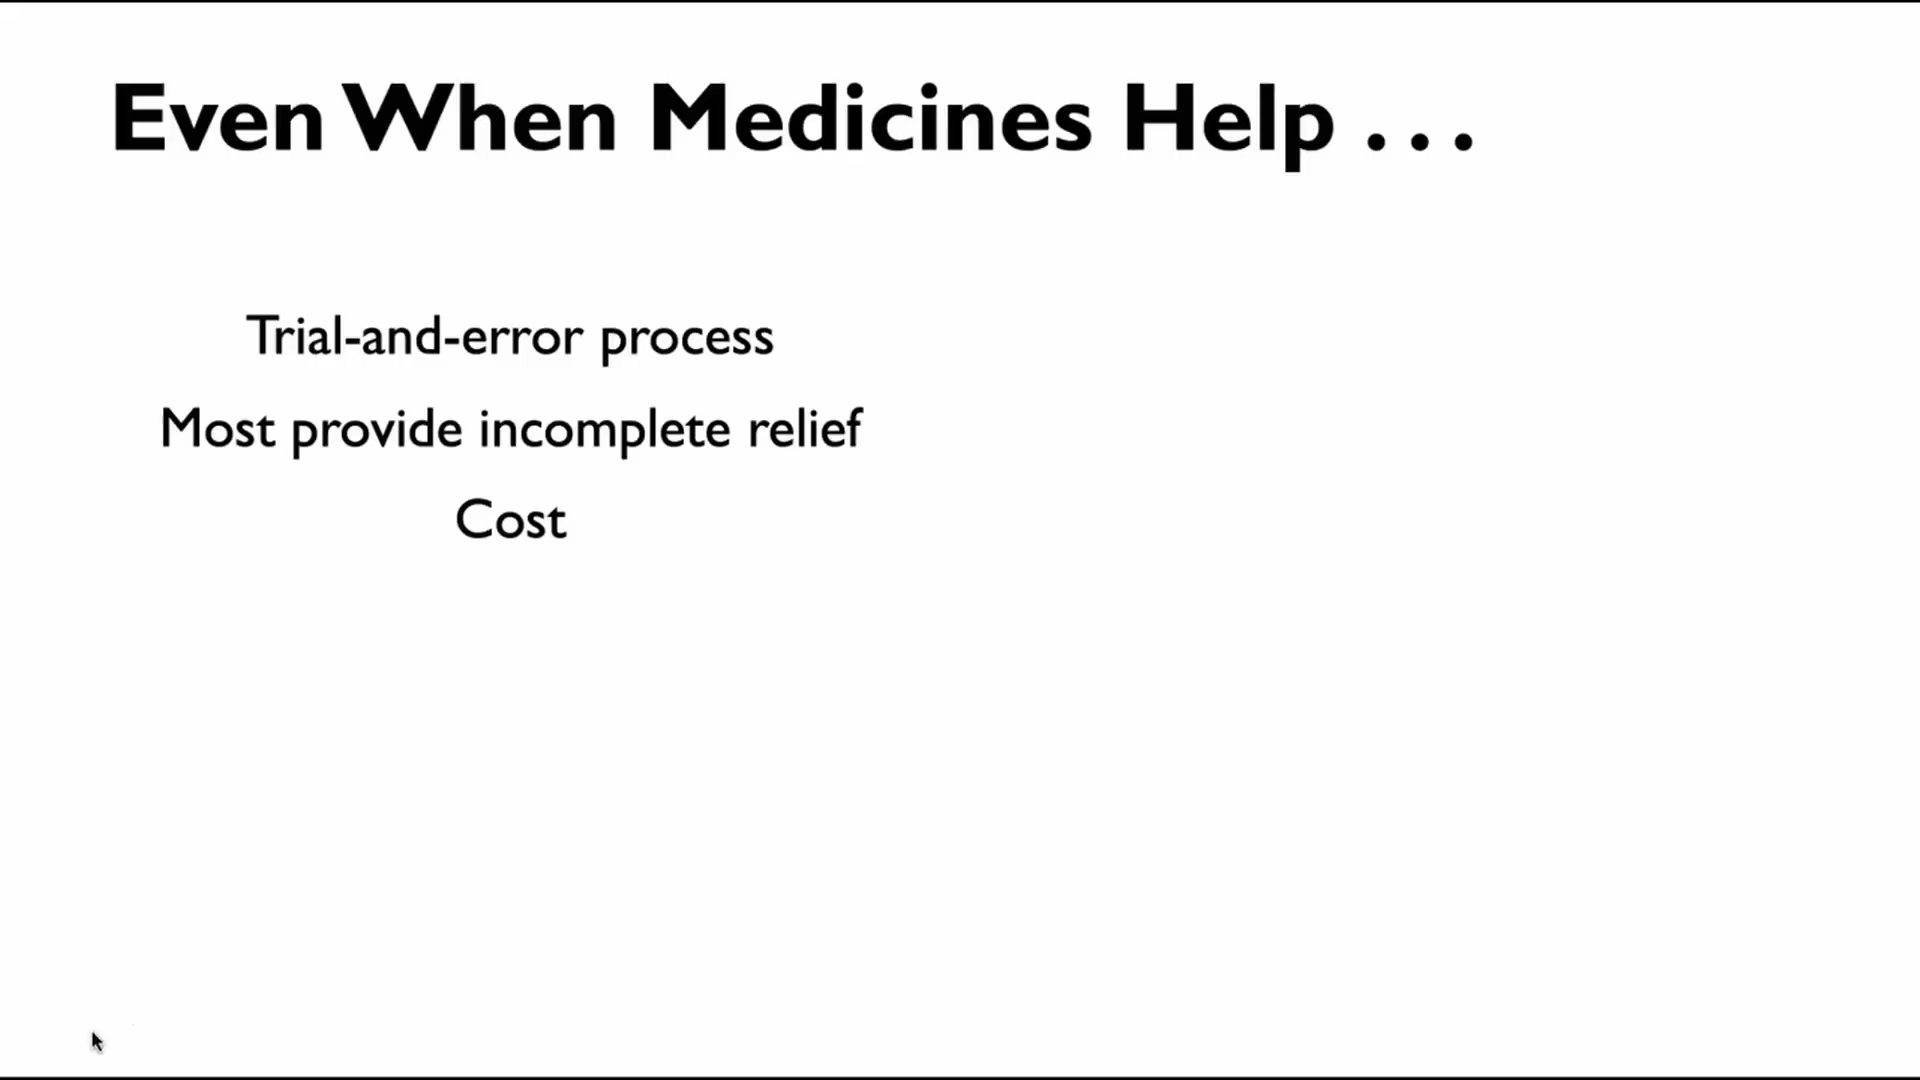 Even When Medicines Help . . .
Trial-and-error process
Most provide incomplete relief
Cost